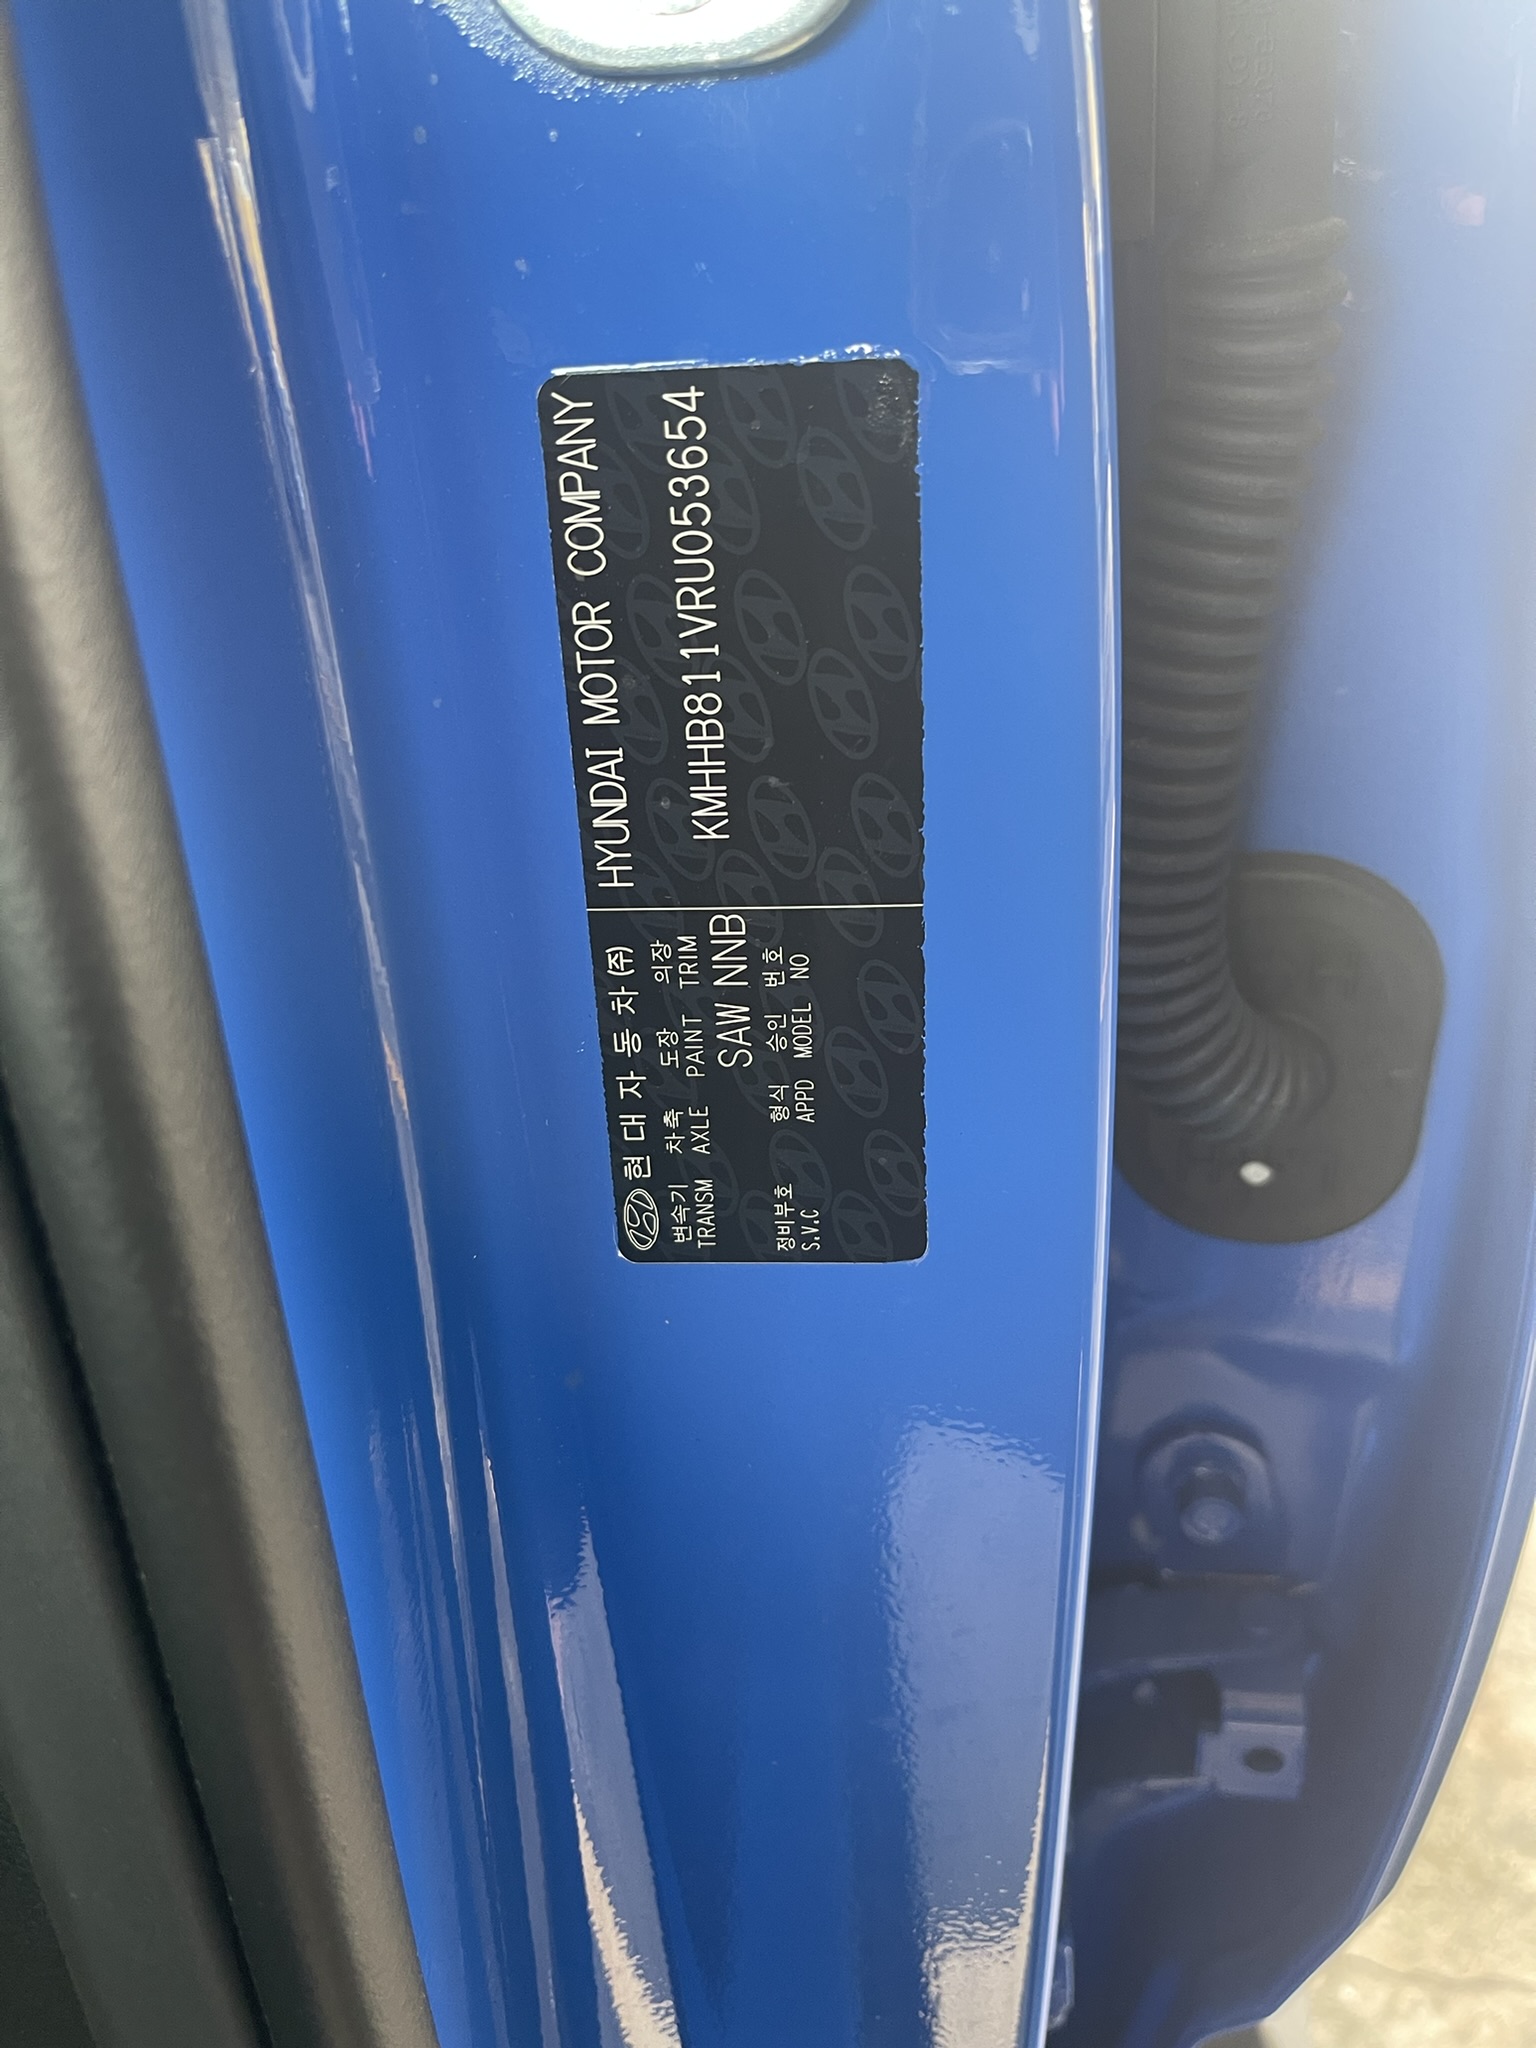 현대자동차(주)
HYUNDAI MOTOR COMPANY
변속기 차축 도장 의장
TRANSM AXLE PAINT TRIM
KMHHB811VRU053654
SAW NNB
정비부호 형식 승인 번호
S.V.C APPD MODEL NO